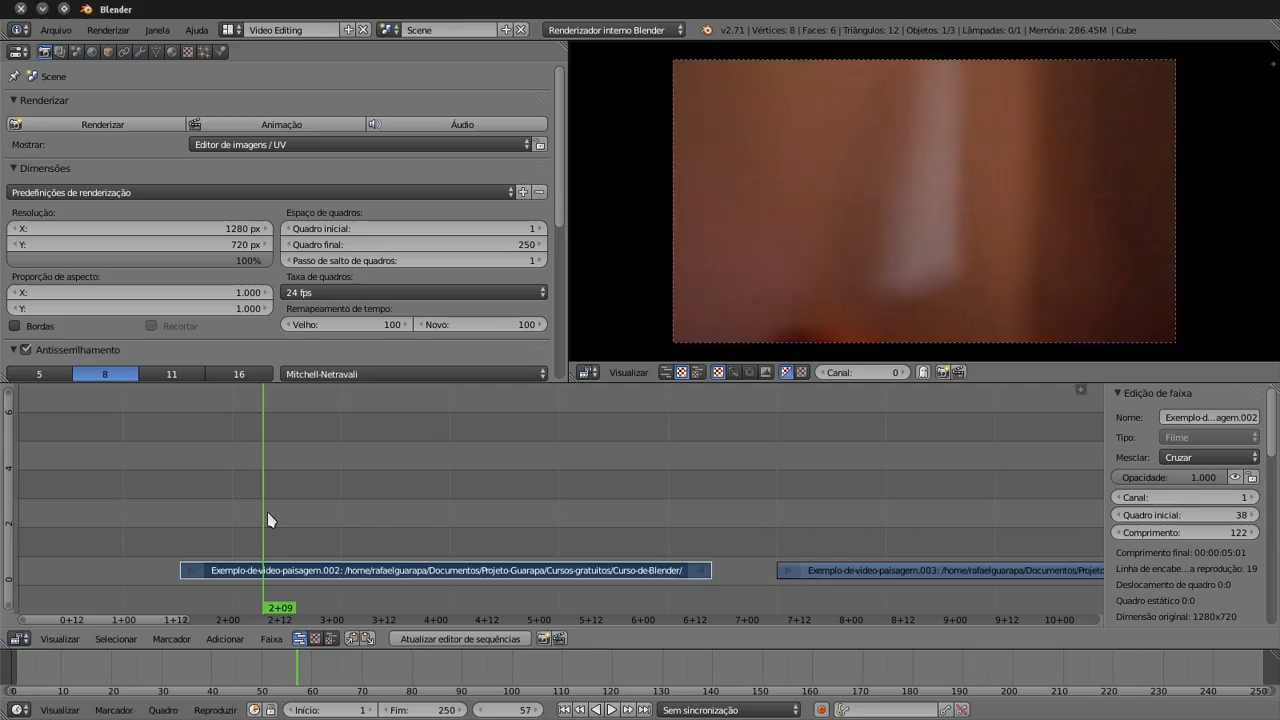 Blender
Arquivo Renderizar Janela Ajuda Video Editing Scene Renderizador interno Blender v2.71 | Vértices: 8 | Faces: 6 | Triângulos: 12 | Objetos: 1/3 | Lâmpadas: 0/1 | Memória: 286.45M | Cube
Scene
Renderizar
Renderizar Animação Áudio
Mostrar: Editor de imagens / UV
Dimensões
Predefinições de renderização
Resolução: Espaço de quadros:
X: 1280 px Quadro inicial: 1
Y: 720 px Quadro final: 250
100% Passo de salto de quadros: 1
Proporção de aspecto: Taxa de quadros:
X: 1.000 24 fps
Y: 1.000 Remapeamento de tempo:
Bordas Recortar Velho: 100 Novo: 100
Antisserrilhamento
5 8 11 16 Mitchell-Netravali
Visualizar Canal: 0
Edição de faixa
Nome: Exemplo-d...agem.002
Tipo: Filme
Mesclar: Cruzar
Opacidade: 1.000
Canal: 1
Quadro inicial: 38
Comprimento: 122
Comprimento final: 00:00:05:01
Linha de encaixa
a reprodução: 19
Deslocamento de quadro 0:0
Quadro estático 0:0
Dimensão original: 1280x720
6
4
2
0
Exemplo-de-video-paisagem.002: /home/rafaelguarapa/Documentos/Projeto-Guarapa/Cursos-gratuitos/Curso-de-Blender/
Exemplo-de-video-paisagem.003: /home/rafaelguarapa/Documentos/Projeto
2+09
0+12 1+00 1+12 2+00 2+12 3+00 3+12 4+00 4+12 5+00 5+12 6+00 6+12 7+00 7+12 8+00 8+12 9+00 9+12 10+00
Visualizar Selecionar Marcador Adicionar Faixa Atualizar editor de sequências
0 10 20 30 40 50 60 70 80 90 100 110 120 130 140 150 160 170 180 190 200 210 220 230 240 250
Visualizar Marcador Quadro Reproduzir Início: 1 Fim: 250 57 Sem sincronização